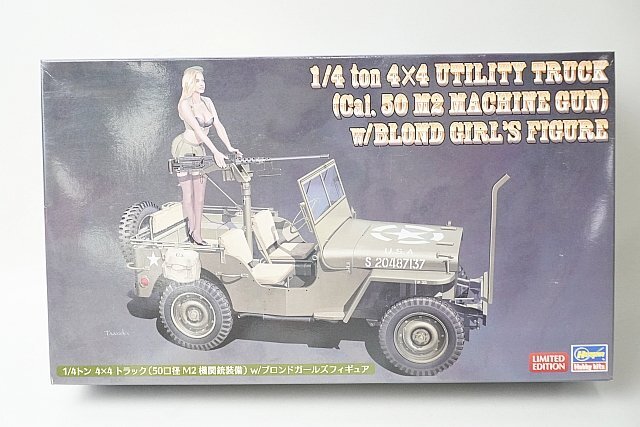 1/4 ton 4×4 UTILITY TRUCK
(Cal. 50 M2 MACHINE GUN)
w/BLOND GIRL'S FIGURE
U.S.A.
S 20487137
1/4トン 4×4 トラック(50口径 M2 機関銃装備) w/ブロンドガールズフィギュア
LIMITED
EDITION
Hasegawa
Hobby kits